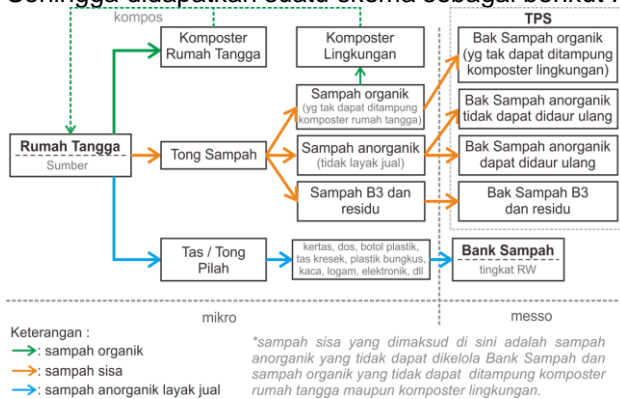 Sehingga didapatkan suatu skema sebagai berikut :
kompos
Komposter
Rumah Tangga
Komposter
Lingkungan
TPS
Bak Sampah organik
(yg tak dapat ditampung
komposter lingkungan)
Sampah organik
(yg tak dapat ditampung
komposter rumah tangga)
Bak Sampah anorganik
tidak dapat didaur ulang
Rumah Tangga
Sumber
Tong Sampah
Sampah anorganik
(tidak layak jual)
Bak Sampah anorganik
dapat didaur ulang
Sampah B3 dan
residu
Bak Sampah B3
dan residu
Tas / Tong
Pilah
kertas, dos, botol plastik,
tas kresek, plastik bungkus,
kaca, logam, elektronik, dll
Bank Sampah
tingkat RW
mikro
messo
Keterangan :
: sampah organik
: sampah sisa
: sampah anorganik layak jual
*sampah sisa yang dimaksud di sini adalah sampah
anorganik yang tidak dapat dikelola Bank Sampah dan
sampah organik yang tidak dapat ditampung komposter
rumah tangga maupun komposter lingkungan.